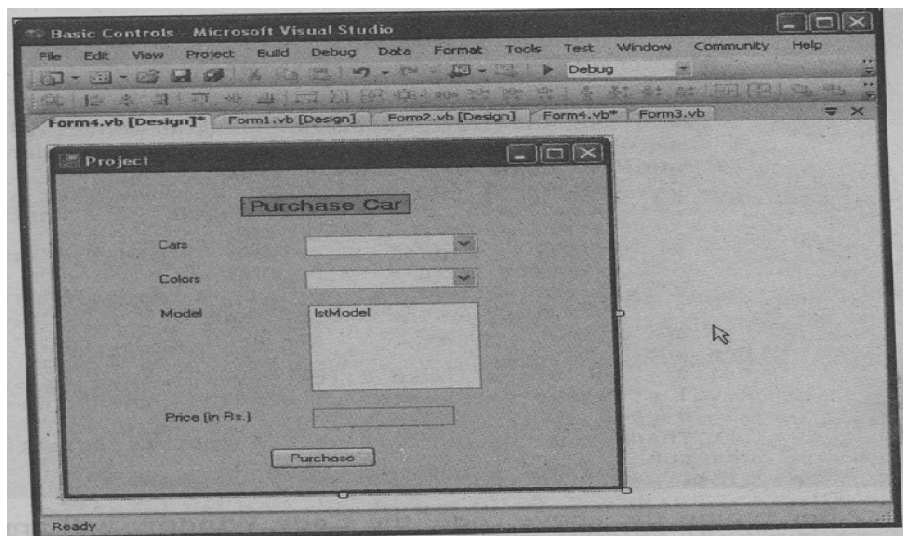 Basic Controls - Microsoft Visual Studio
File Edit View Project Build Debug Data Format Tools Test Window Community Help
Debug
Form4.vb [Design]* Form1.vb [Design] Form2.vb [Design] Form4.vb* Form3.vb
Project
Purchase Car
Cars
Colors
Model lstModel
Price (in Rs.)
Purchase
Ready